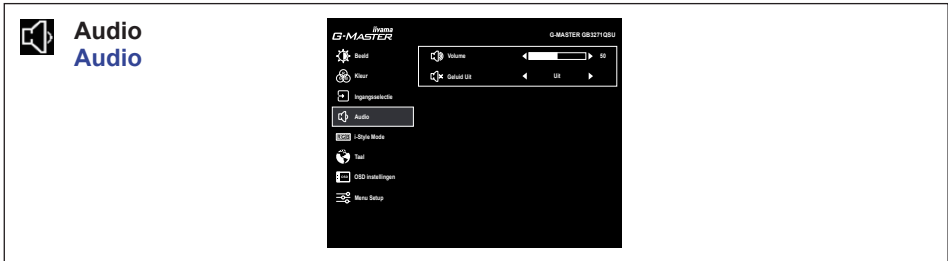 Audio
Audio
iiyama
G-MASTER
G-MASTER GB3271QSU
Beeld
Volume
50
Kleur
Geluid Uit
Uit
Ingangsselectie
Audio
i-Style Mode
Taal
OSD
OSD instellingen
Menu Setup